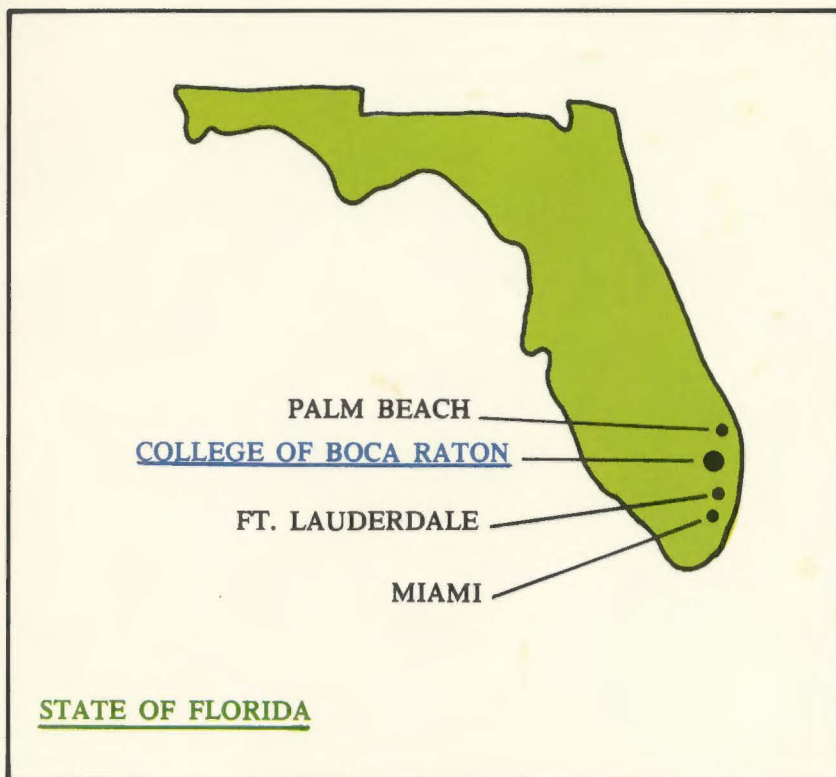 PALM BEACH
COLLEGE OF BOCA RATON
FT. LAUDERDALE
MIAMI
STATE OF FLORIDA